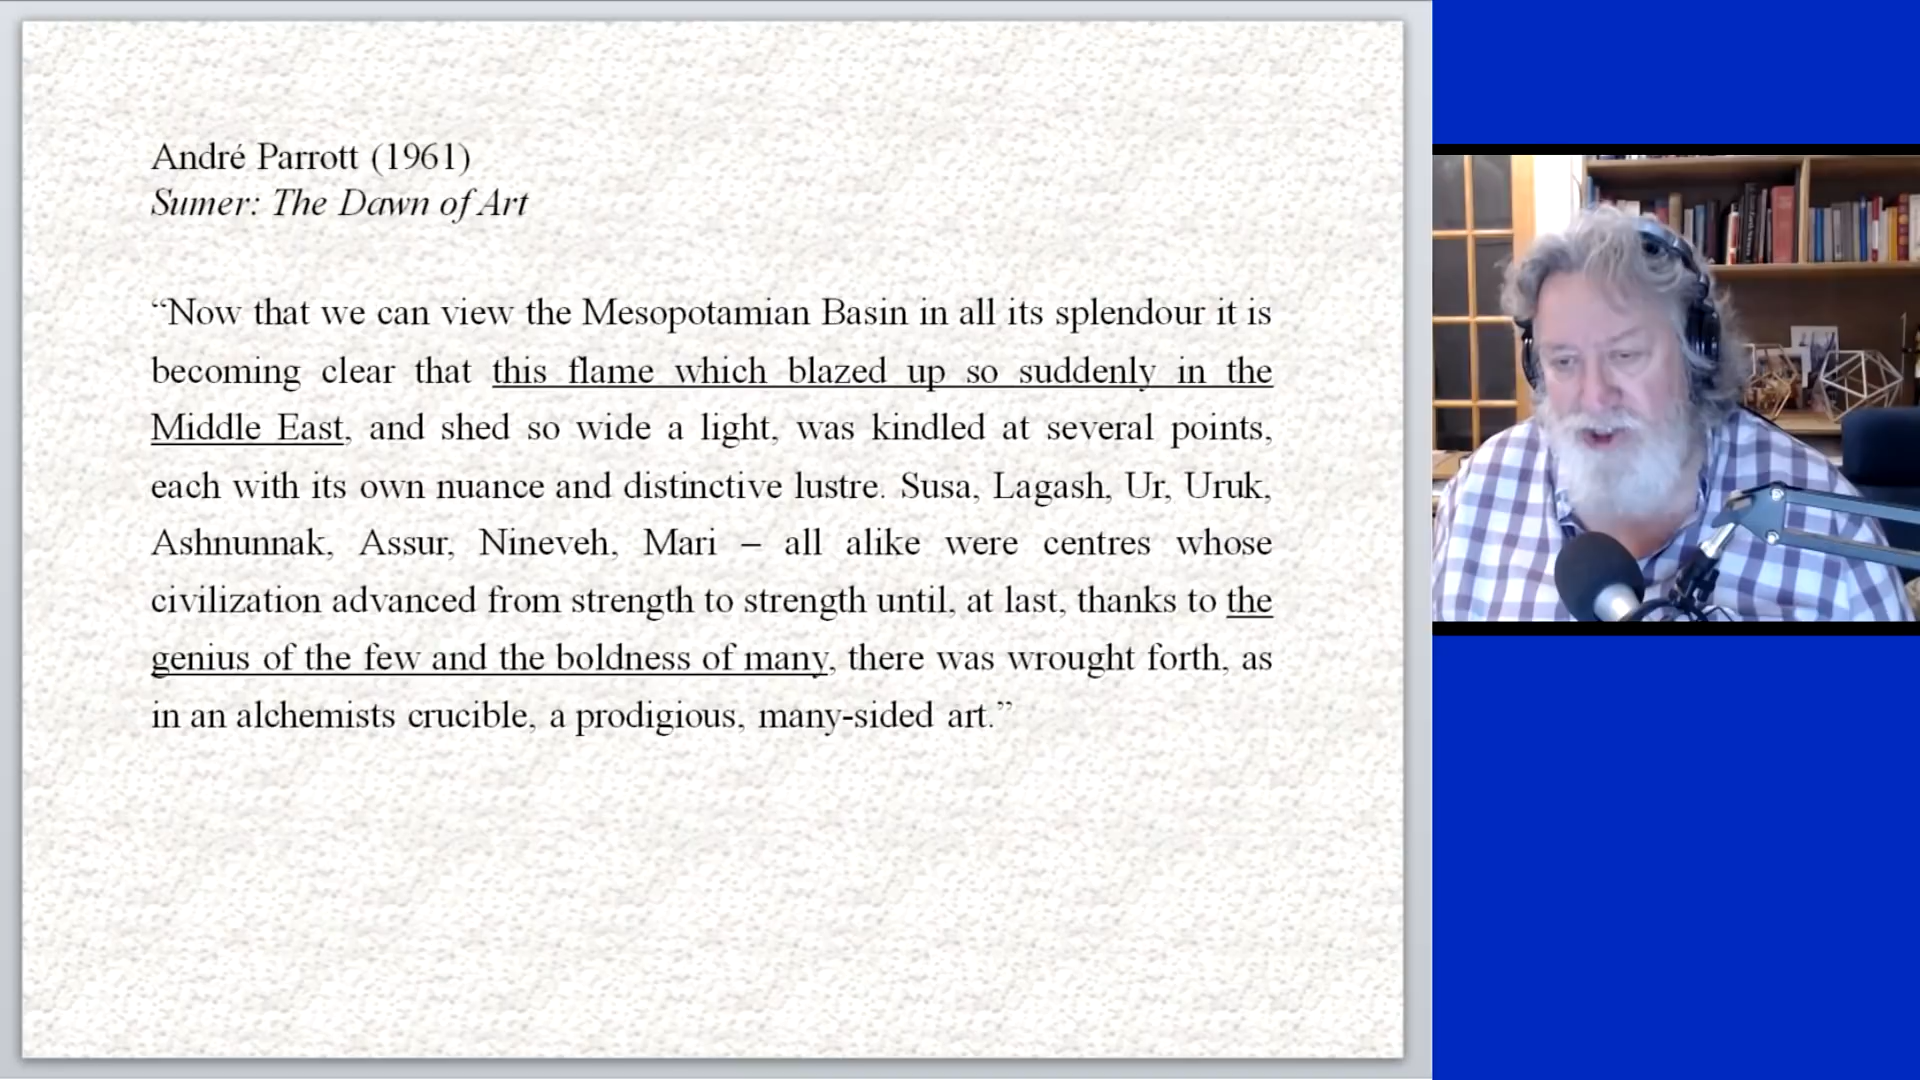 André Parrott (1961)
Sumer: The Dawn of Art
“Now that we can view the Mesopotamian Basin in all its splendour it is
becoming clear that this flame which blazed up so suddenly in the
Middle East, and shed so wide a light, was kindled at several points,
each with its own nuance and distinctive lustre. Susa, Lagash, Ur, Uruk,
Ashnunnak, Assur, Nineveh, Mari – all alike were centres whose
civilization advanced from strength to strength until, at last, thanks to the
genius of the few and the boldness of many, there was wrought forth, as
in an alchemists crucible, a prodigious, many-sided art.”